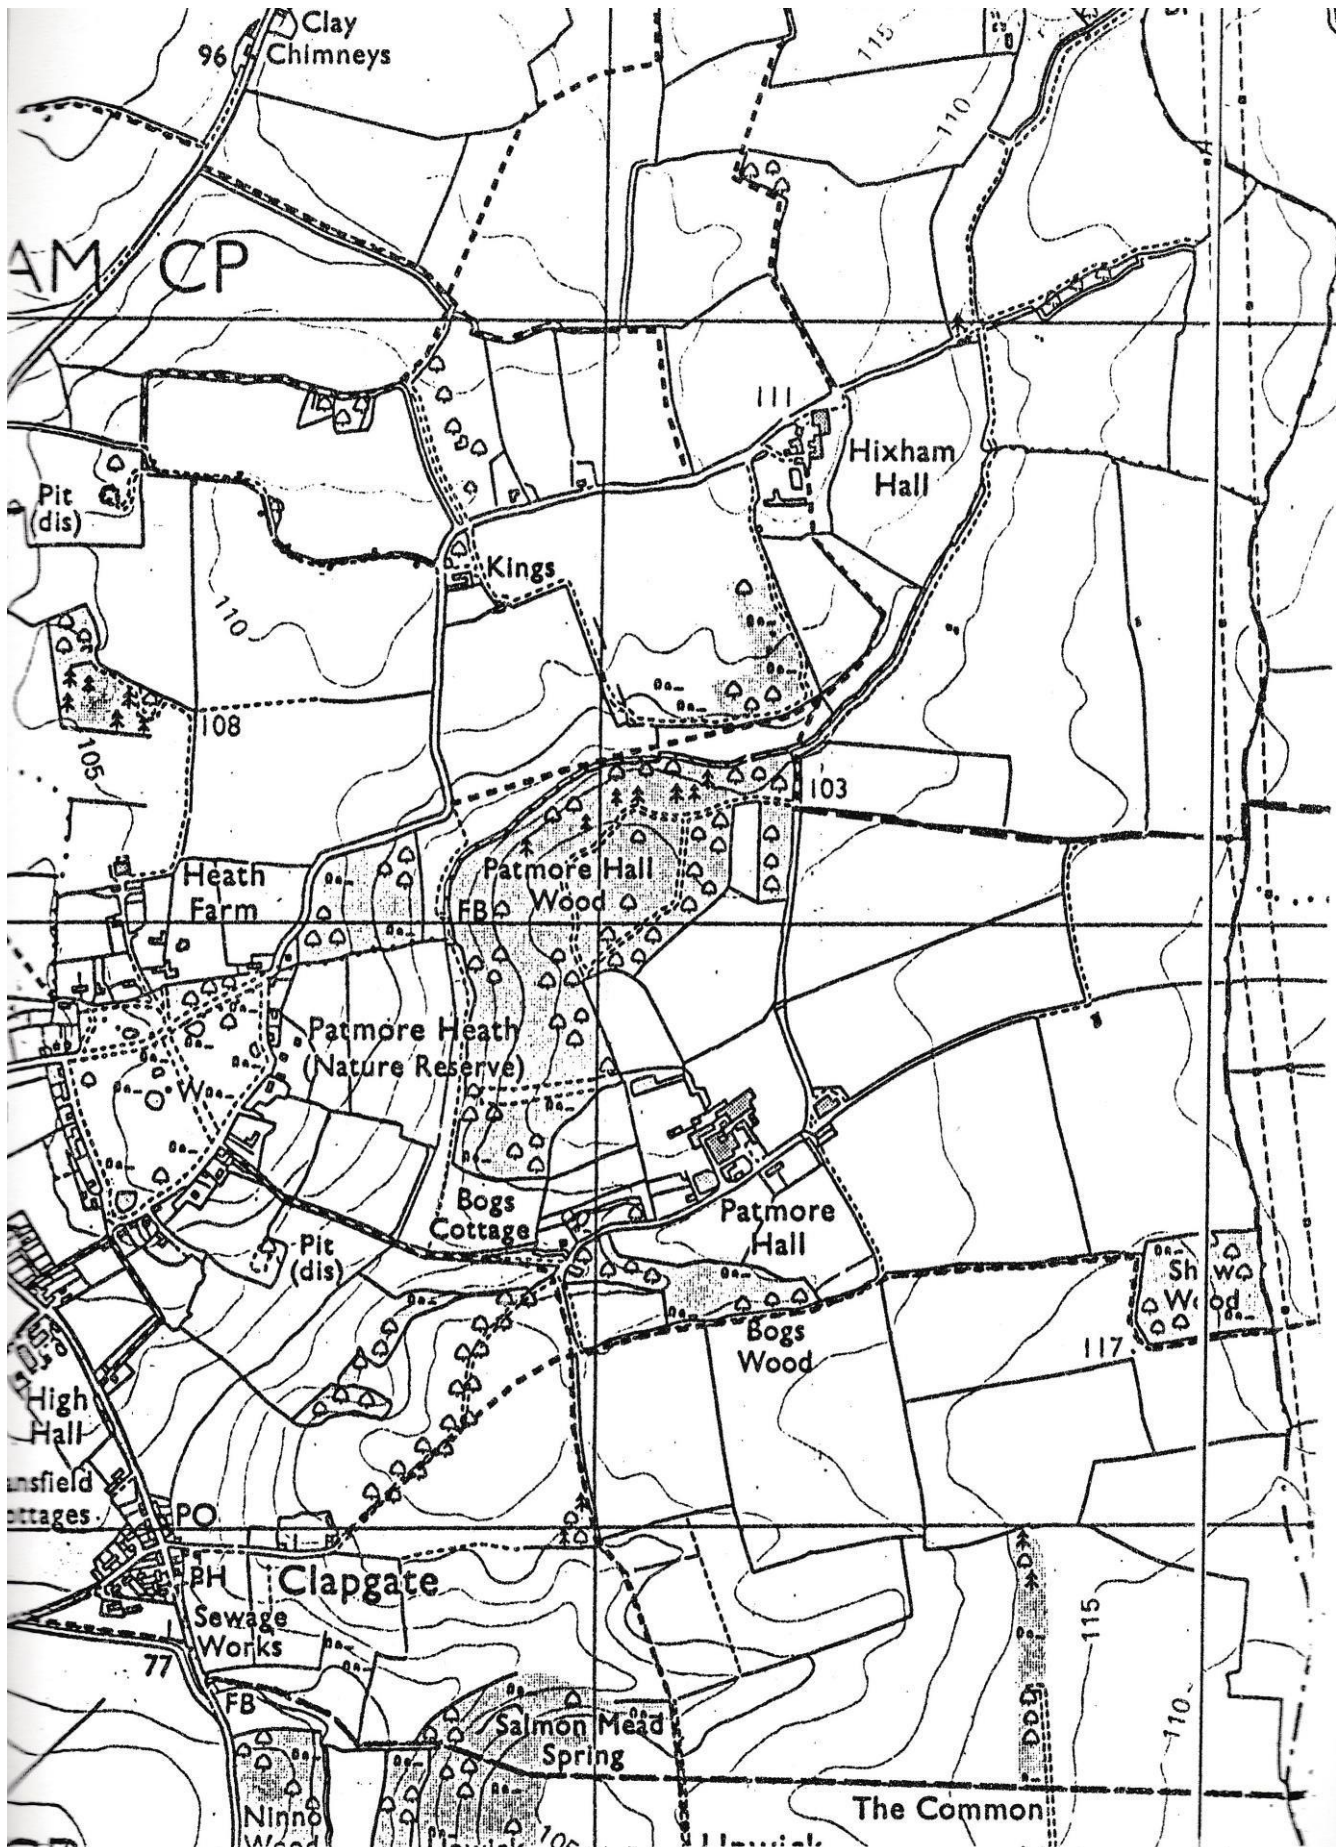 Clay
Chimneys
96
115
110
AM CP
111
Hixham
Hall
Pit
(dis)
Kings
110
108
105
103
Heath
Farm
Patmore Hall
Wood
FB
Patmore Heath
(Nature Reserve)
W
Bogs
Cottage
Patmore
Hall
Pit
(dis)
Bogs
Wood
117
High
Hall
PO
PH
Clapgate
Sewage
Works
77
FB
115
110
Salmon Mead
Spring
The Common
105